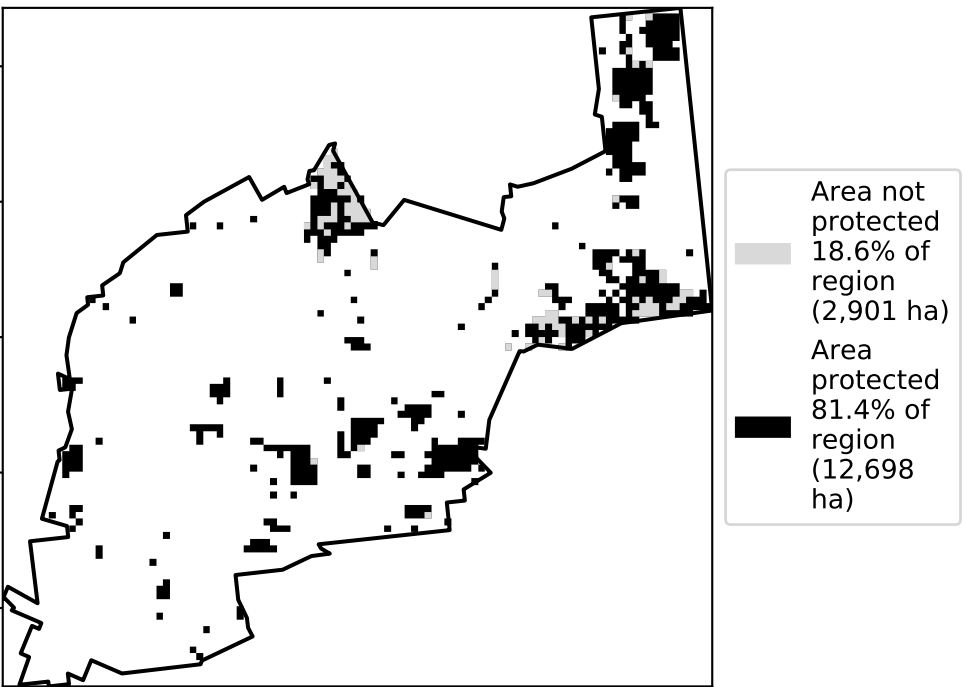 Area not
protected
18.6% of
region
(2,901 ha)
Area
protected
81.4% of
region
(12,698
ha)